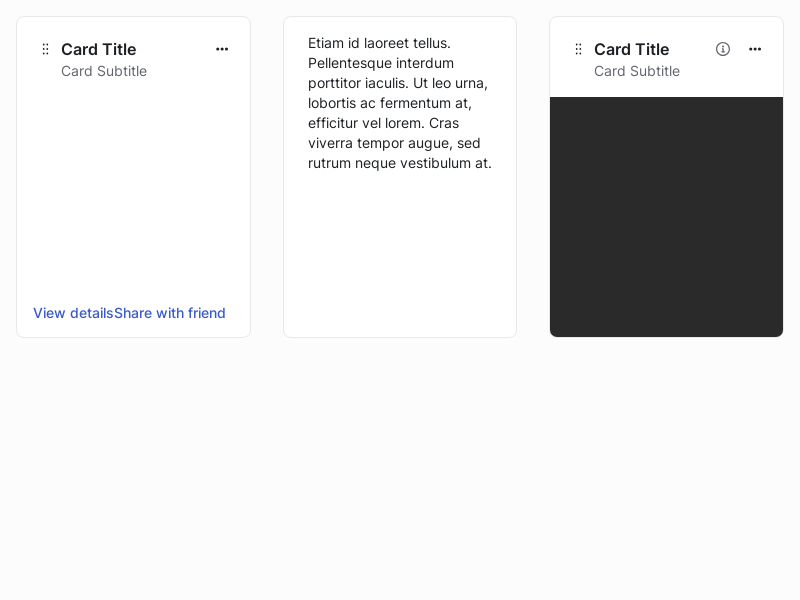 Card Title
Card Subtitle
View details
Share with friend
Etiam id laoreet tellus.
Pellentesque interdum
porttitor iaculis. Ut leo urna,
lobortis ac fermentum at,
efficitur vel lorem. Cras
viverra tempor augue, sed
rutrum neque vestibulum at.
Card Title
Card Subtitle